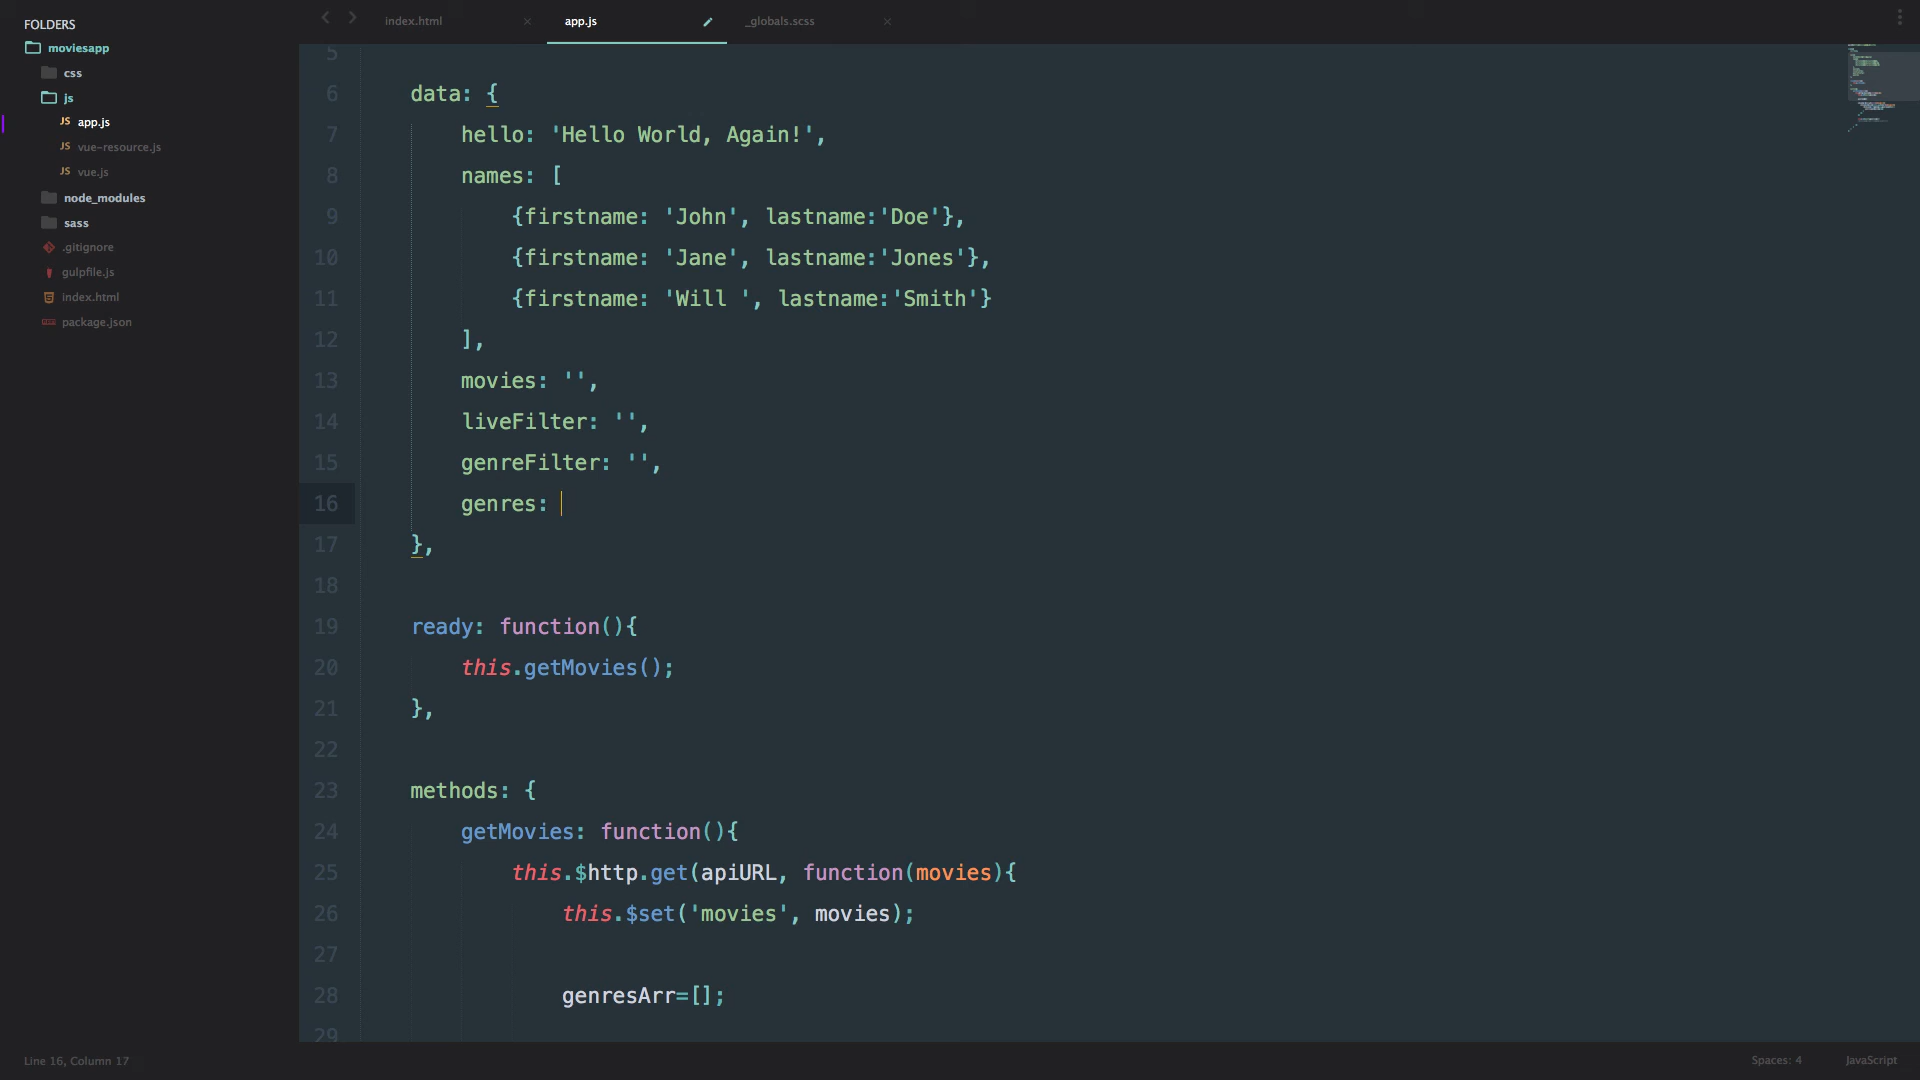 FOLDERS
moviesapp
css
js
JS app.js
JS vue-resource.js
JS vue.js
node_modules
sass
.gitignore
gulpfile.js
index.html
package.json
index.html
app.js
_globals.scss
5
6 data: {
7 hello: 'Hello World, Again!',
8 names: [
9 {firstname: 'John', lastname:'Doe'},
10 {firstname: 'Jane', lastname:'Jones'},
11 {firstname: 'Will ', lastname:'Smith'}
12 ],
13 movies: '',
14 liveFilter: '',
15 genreFilter: '',
16 genres:
17 },
18
19 ready: function(){
20 this.getMovies();
21 },
22
23 methods: {
24 getMovies: function(){
25 this.$http.get(apiURL, function(movies){
26 this.$set('movies', movies);
27
28 genresArr=[];
29
Line 16, Column 17
Spaces: 4
JavaScript